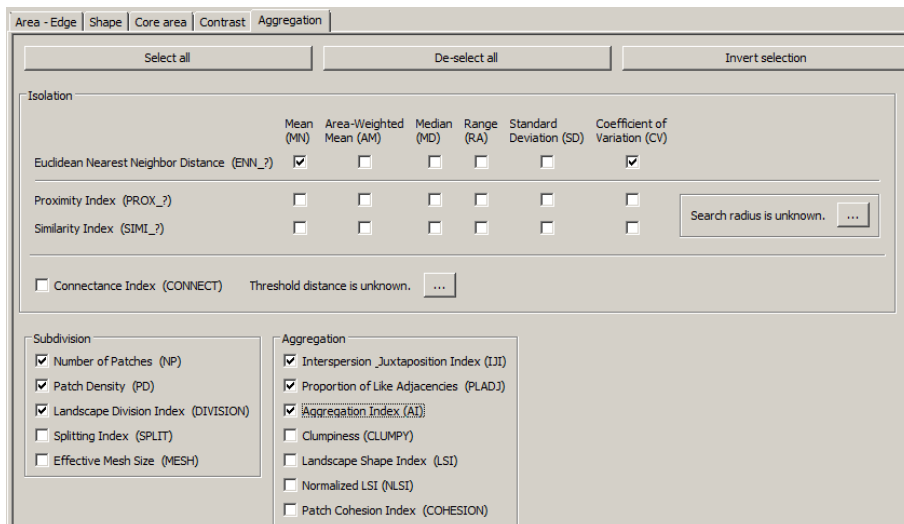 Area - Edge Shape Core area Contrast Aggregation
Select all De-select all Invert selection
Isolation
Mean Area-Weighted Median Range Standard Coefficient of
(MN) Mean (AM) (MD) (RA) Deviation (SD) Variation (CV)
Euclidean Nearest Neighbor Distance (ENN_?)
Proximity Index (PROX_?)
Search radius is unknown. ...
Similarity Index (SIMI_?)
Connectance Index (CONNECT) Threshold distance is unknown. ...
Subdivision
Number of Patches (NP)
Patch Density (PD)
Landscape Division Index (DIVISION)
Splitting Index (SPLIT)
Effective Mesh Size (MESH)
Aggregation
Interspersion _Juxtaposition Index (IJI)
Proportion of Like Adjacencies (PLADJ)
Aggregation Index (AI)
Clumpiness (CLUMPY)
Landscape Shape Index (LSI)
Normalized LSI (NLSI)
Patch Cohesion Index (COHESION)